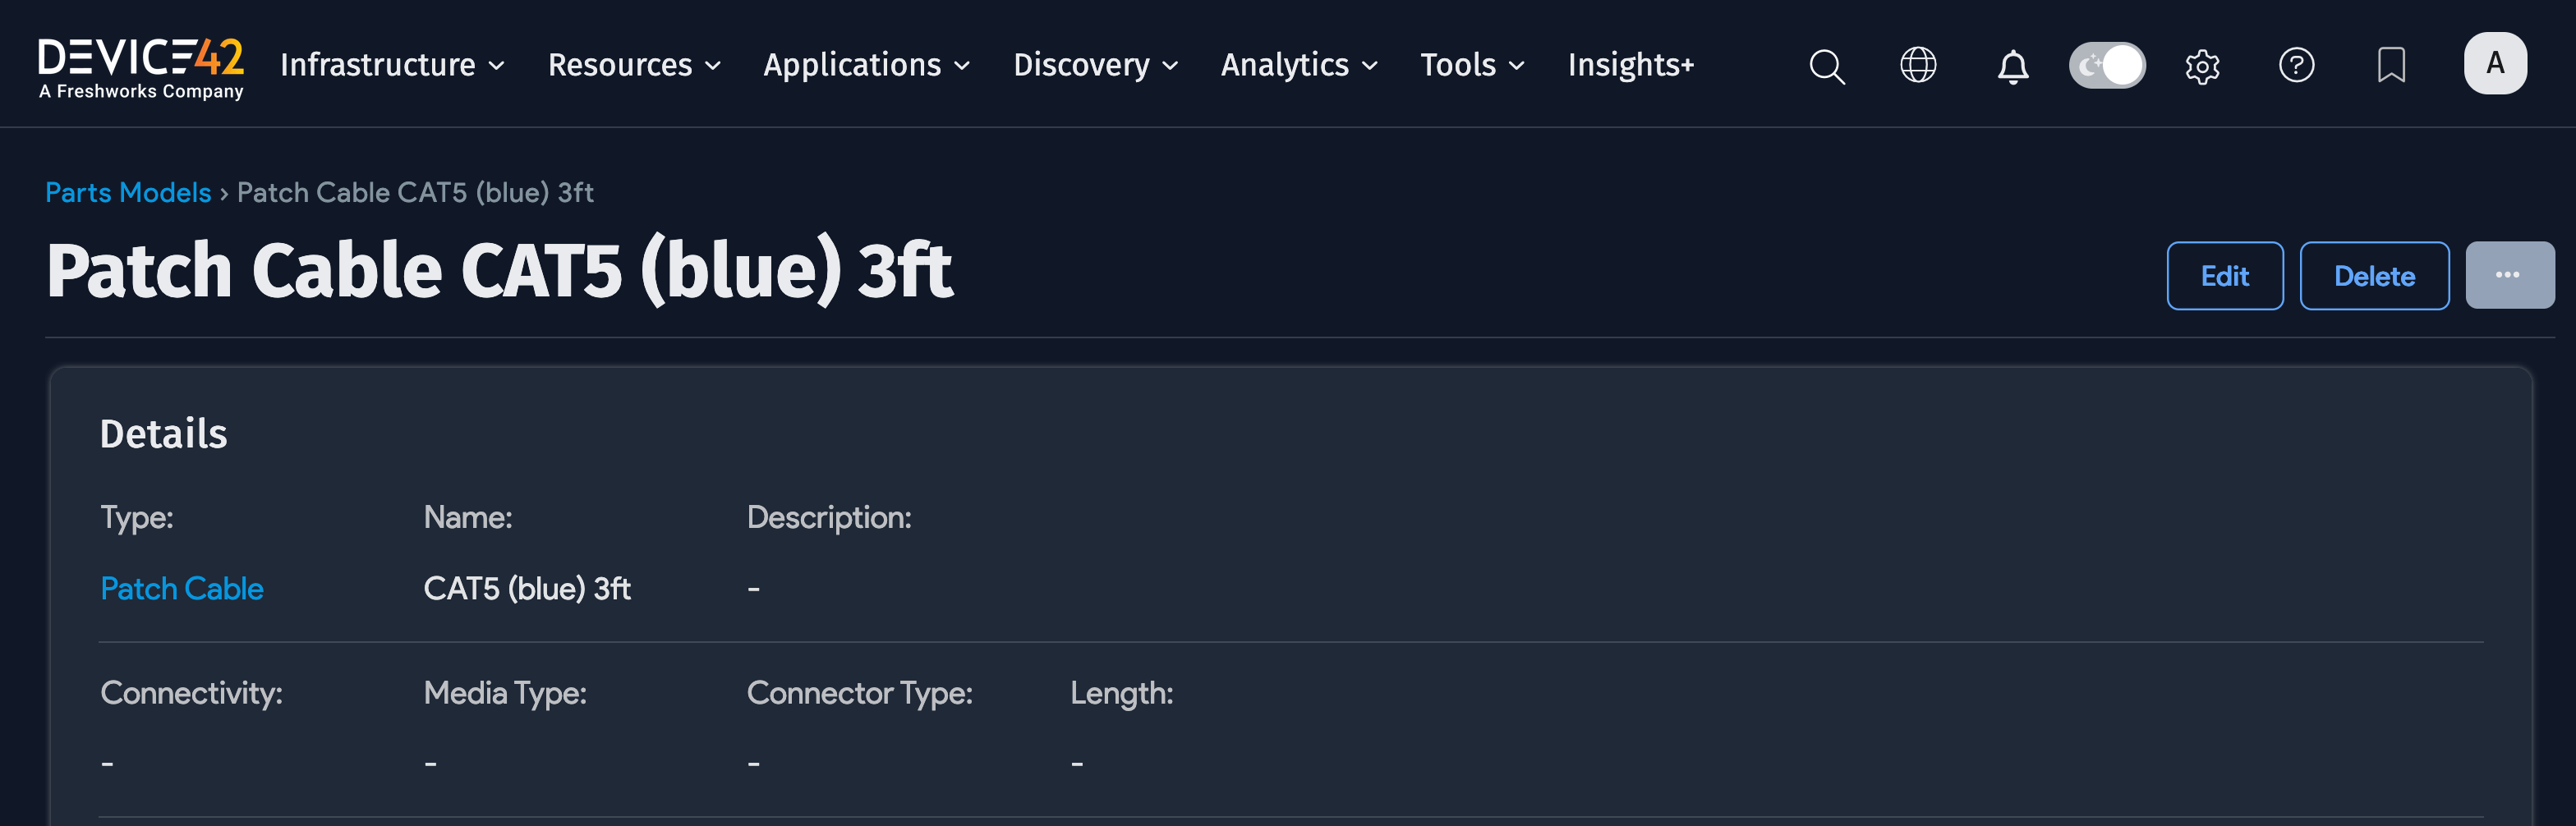 DEVICE42
A Freshworks Company
Infrastructure Resources Applications Discovery Analytics Tools Insights+
A
Parts Models › Patch Cable CAT5 (blue) 3ft
Patch Cable CAT5 (blue) 3ft
Edit Delete ...
Details
Type: Name: Description:
Patch Cable CAT5 (blue) 3ft -
Connectivity: Media Type: Connector Type: Length:
- - - -